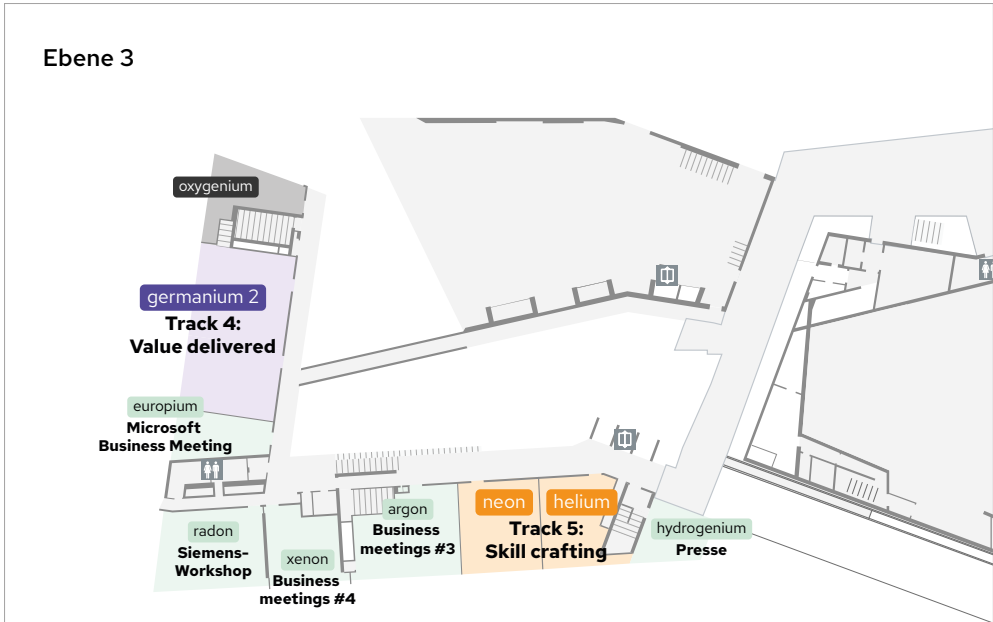 Ebene 3
oxygenium
germanium 2
Track 4:
Value delivered
europium
Microsoft
Business Meeting
radon
Siemens-
Workshop
xenon
Business
meetings #4
argon
Business
meetings #3
neon
helium
Track 5:
Skill crafting
hydrogenium
Presse